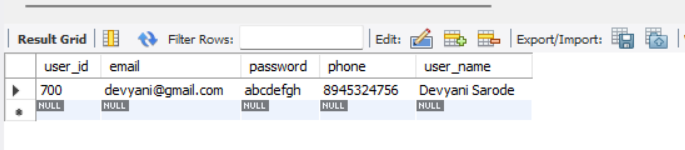 Result Grid Filter Rows: Edit: Export/Import:
user_id email password phone user_name
700 devyani@gmail.com abcdefgh 8945324756 Devyani Sarode
NULL NULL NULL NULL NULL